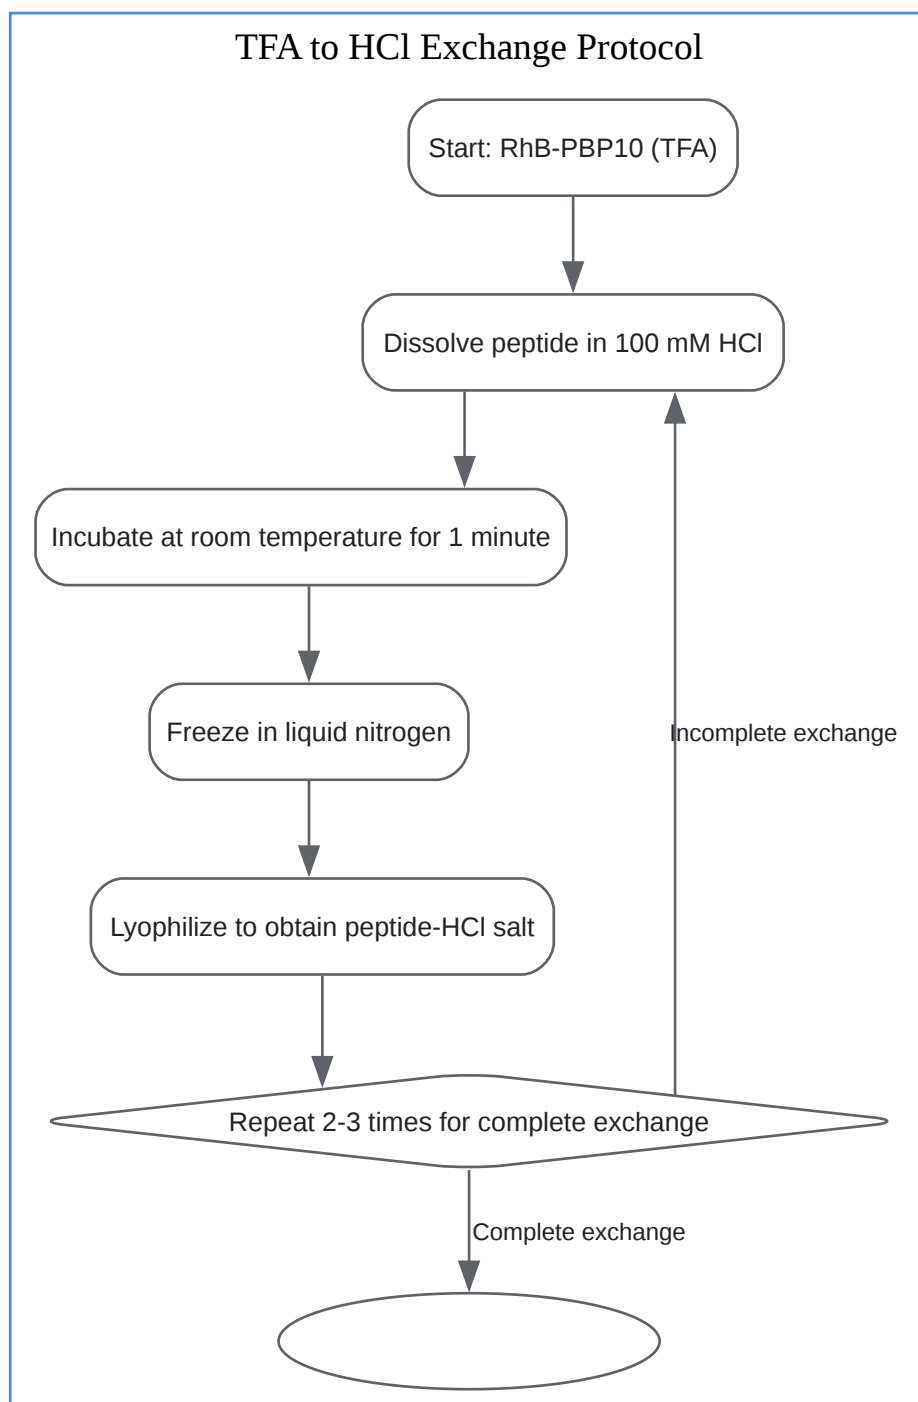 TFA to HCl Exchange Protocol
Start: RhB-PBP10 (TFA)
Dissolve peptide in 100 mM HCl
Incubate at room temperature for 1 minute
Freeze in liquid nitrogen
Incomplete exchange
Lyophilize to obtain peptide-HCl salt
Repeat 2-3 times for complete exchange
Complete exchange